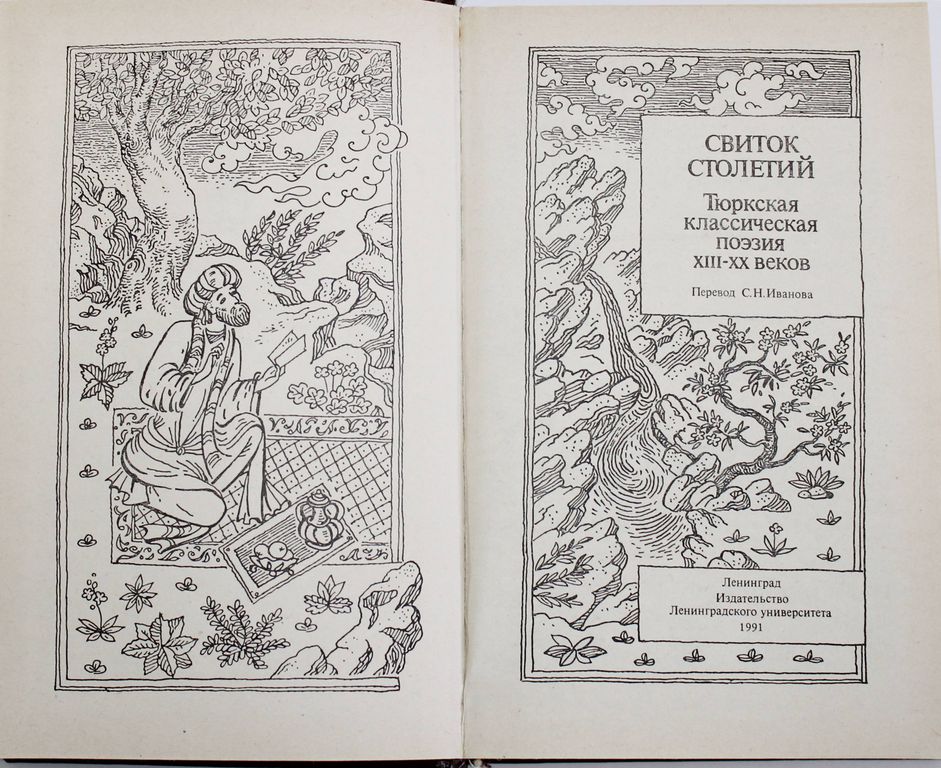 СВИТОК
СТОЛЕТИЙ
Тюркская
классическая
поэзия
XIII-XX веков
Перевод С.Н.Иванова
Ленинград
Издательство
Ленинградского университета
1991